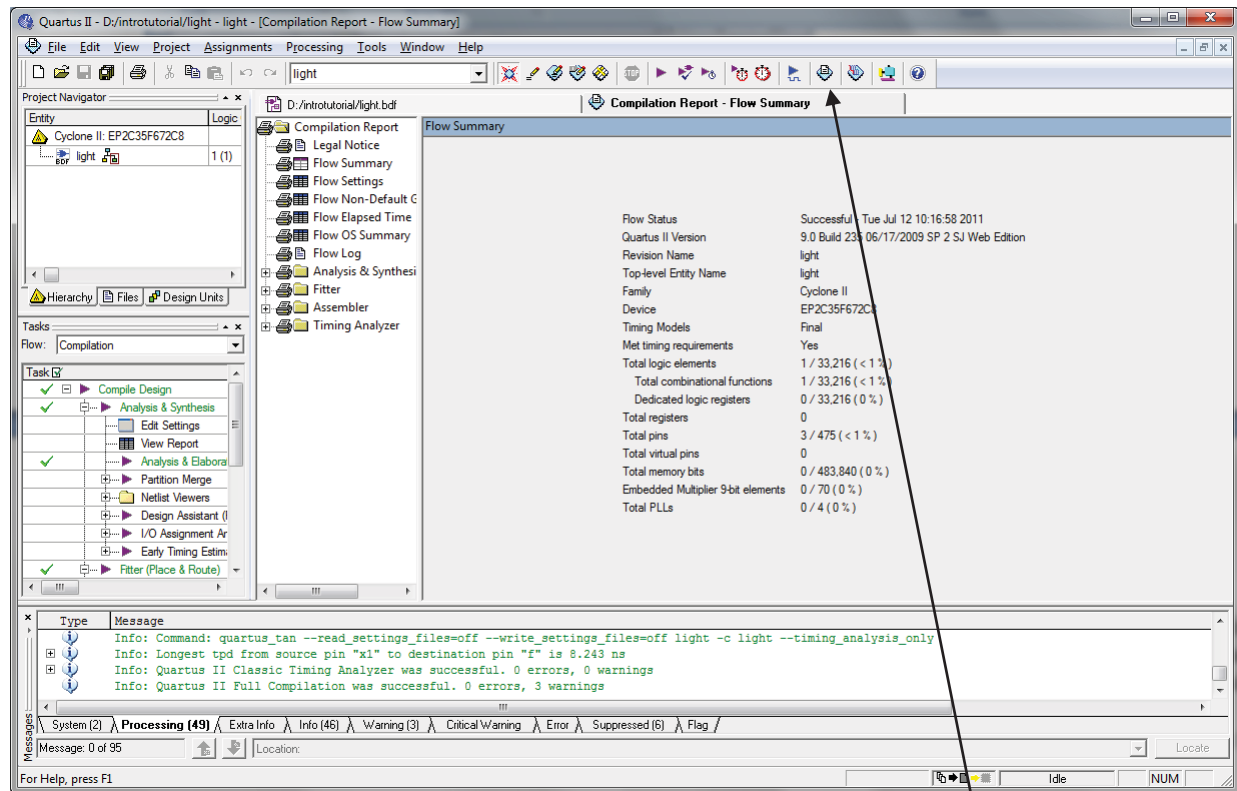 Quartus II - D:/introtutorial/light - light - [Compilation Report - Flow Summary]
File Edit View Project Assignments Processing Tools Window Help
light
Project Navigator
Entity Logic
Cyclone II: EP2C35F672C8
light 1 (1)
Hierarchy Files Design Units
Tasks
Flow: Compilation
Task
Compile Design
Analysis & Synthesis
Edit Settings
View Report
Analysis & Elabora
Partition Merge
Netlist Viewers
Design Assistant (
I/O Assignment Ar
Early Timing Estim
Fitter (Place & Route)
D:/introtutorial/light.bdf
Compilation Report - Flow Summary
Compilation Report
Legal Notice
Flow Summary
Flow Settings
Flow Non-Default G
Flow Elapsed Time
Flow OS Summary
Flow Log
Analysis & Synthesi
Fitter
Assembler
Timing Analyzer
Flow Summary
Flow Status Successful - Tue Jul 12 10:16:58 2011
Quartus II Version 9.0 Build 235 06/17/2009 SP 2 SJ Web Edition
Revision Name light
Top-level Entity Name light
Family Cyclone II
Device EP2C35F672C8
Timing Models Final
Met timing requirements Yes
Total logic elements 1 / 33,216 ( < 1 % )
Total combinational functions 1 / 33,216 ( < 1 % )
Dedicated logic registers 0 / 33,216 ( 0 % )
Total registers 0
Total pins 3 / 475 ( < 1 % )
Total virtual pins 0
Total memory bits 0 / 483,840 ( 0 % )
Embedded Multiplier 9-bit elements 0 / 70 ( 0 % )
Total PLLs 0 / 4 ( 0 % )
Type Message
Info: Command: quartus_tan --read_settings_files=off --write_settings_files=off light -c light --timing_analysis_only
Info: Longest tpd from source pin "x1" to destination pin "f" is 8.243 ns
Info: Quartus II Classic Timing Analyzer was successful. 0 errors, 0 warnings
Info: Quartus II Full Compilation was successful. 0 errors, 3 warnings
System (2) Processing (49) Extra Info Info (46) Warning (3) Critical Warning Error Suppressed (6) Flag
Messages
Message: 0 of 95 Location: Locate
For Help, press F1 Idle NUM